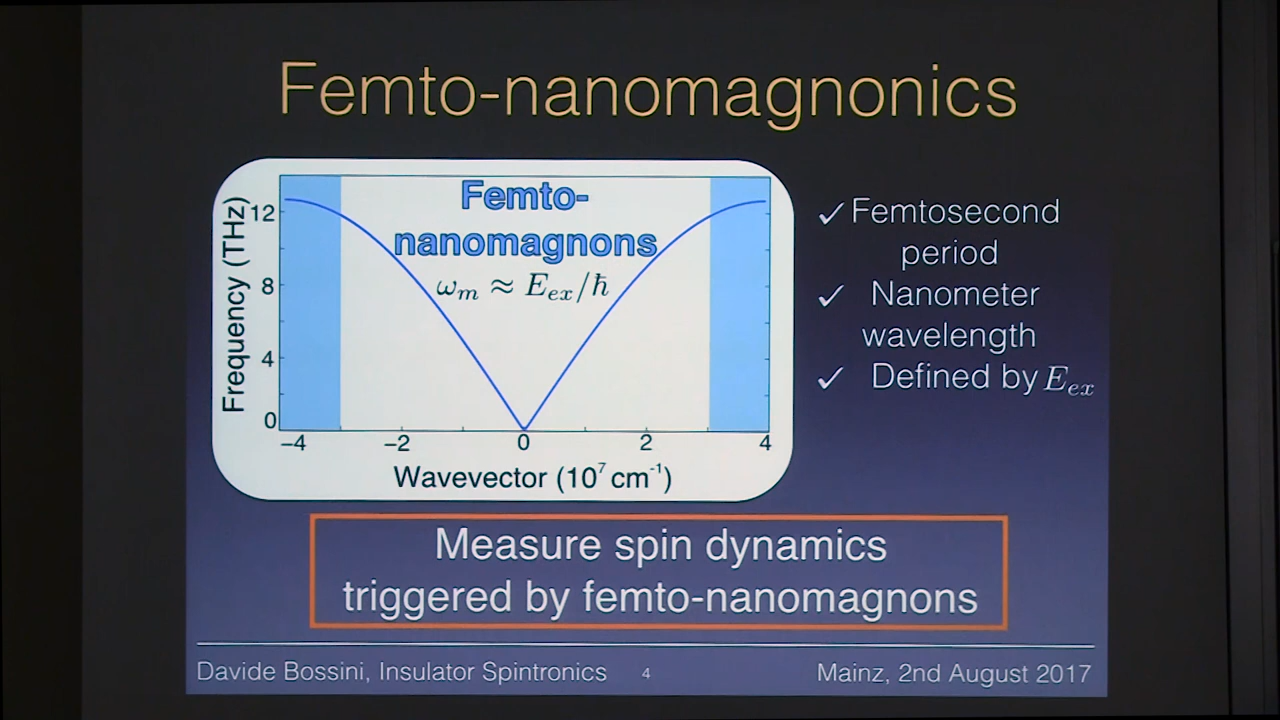 Femto-nanomagnonics
Femto-
nanomagnons
ω_m ≈ E_ex/ħ
Frequency (THz)
12
8
4
0
−4
−2
0
2
4
Wavevector (10⁷ cm⁻¹)
✓ Femtosecond
period
✓ Nanometer
wavelength
✓ Defined by E_ex
Measure spin dynamics
triggered by femto-nanomagnons
Davide Bossini, Insulator Spintronics 4 Mainz, 2nd August 2017